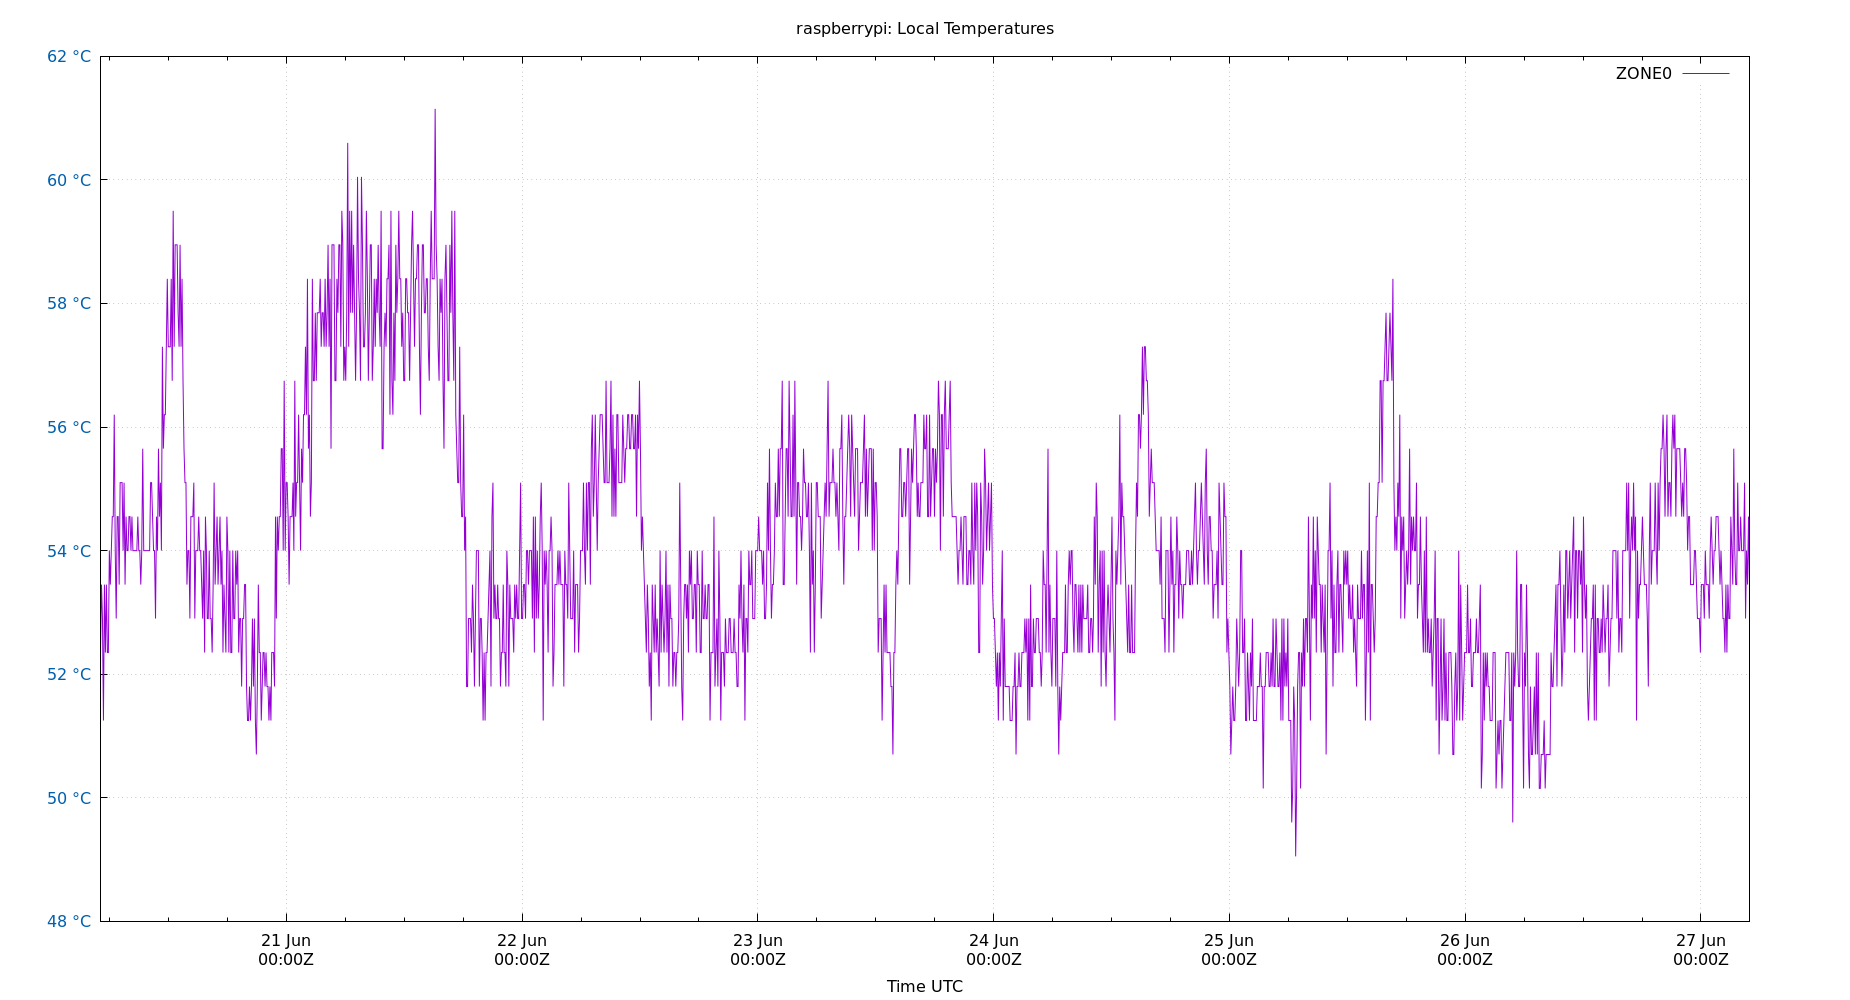 raspberrypi: Local Temperatures
62 °C
ZONE0
60 °C
58 °C
56 °C
54 °C
52 °C
50 °C
48 °C
21 Jun 22 Jun 23 Jun 24 Jun 25 Jun 26 Jun 27 Jun
00:00Z 00:00Z 00:00Z 00:00Z 00:00Z 00:00Z 00:00Z
Time UTC